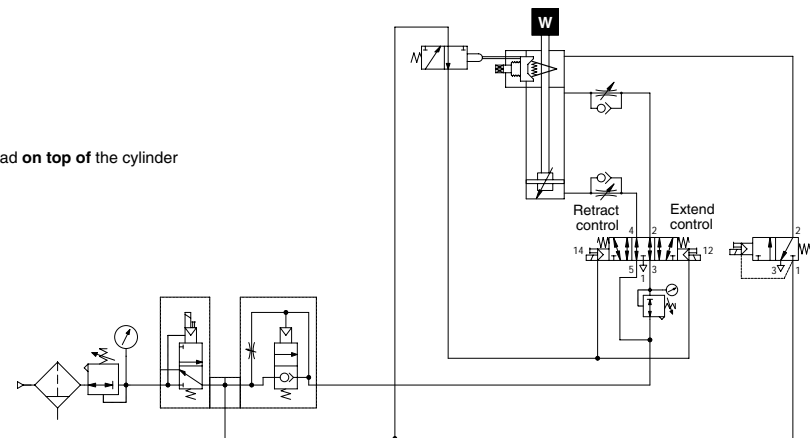 W
ad on top of the cylinder
Retract
control
Extend
control
4 2
14 12
5 1 3
2
3 1